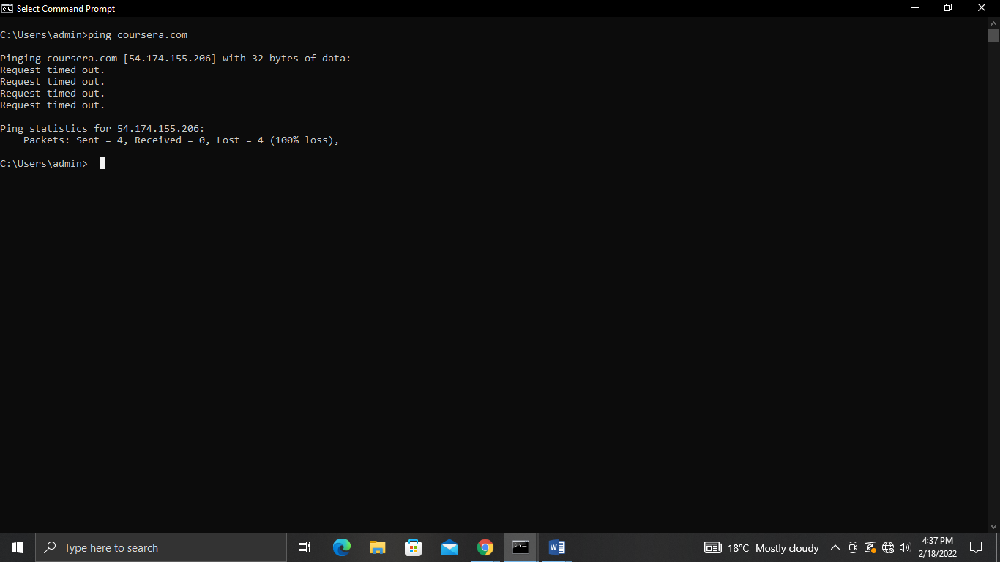 Select Command Prompt
C:\Users\admin>ping coursera.com
Pinging coursera.com [54.174.155.206] with 32 bytes of data:
Request timed out.
Request timed out.
Request timed out.
Request timed out.
Ping statistics for 54.174.155.206:
    Packets: Sent = 4, Received = 0, Lost = 4 (100% loss),
C:\Users\admin>
Type here to search
18°C Mostly cloudy
4:37 PM
2/18/2022